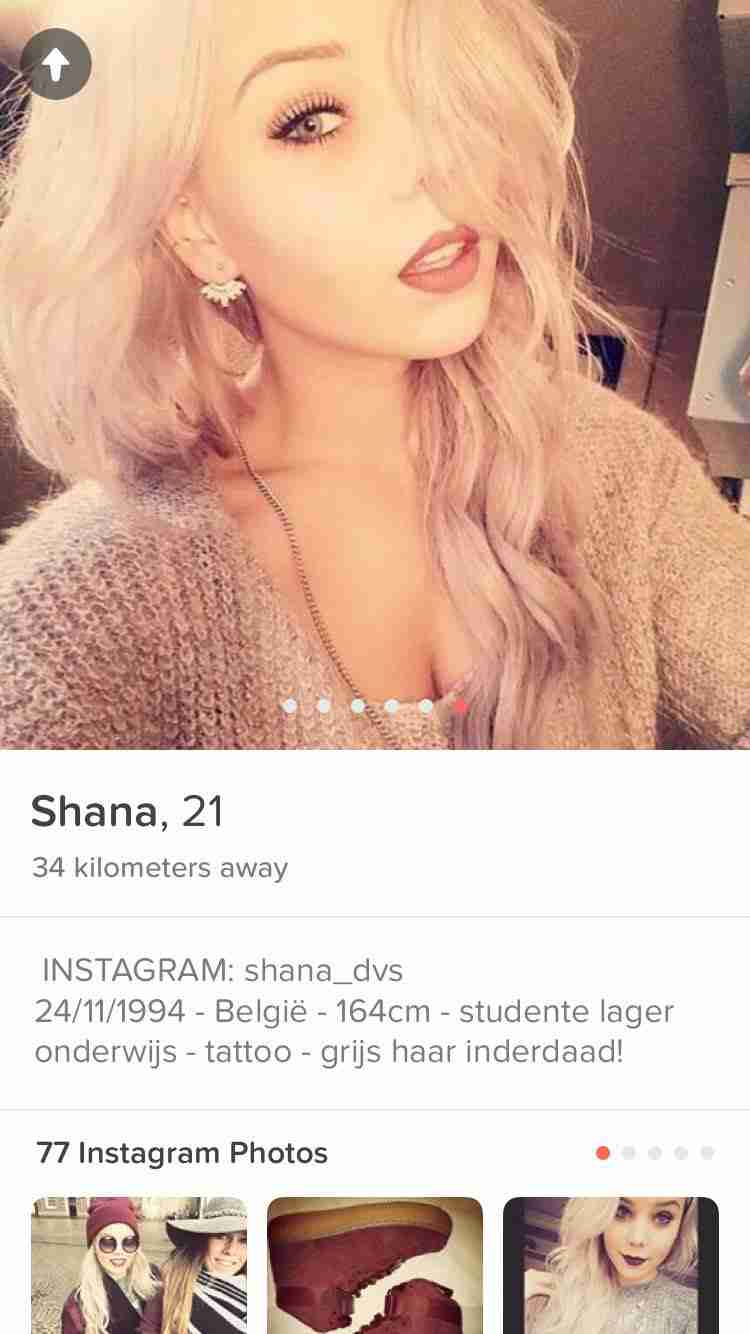 Shana, 21
34 kilometers away
INSTAGRAM: shana_dvs
24/11/1994 - België - 164cm - studente lager
onderwijs - tattoo - grijs haar inderdaad!
77 Instagram Photos